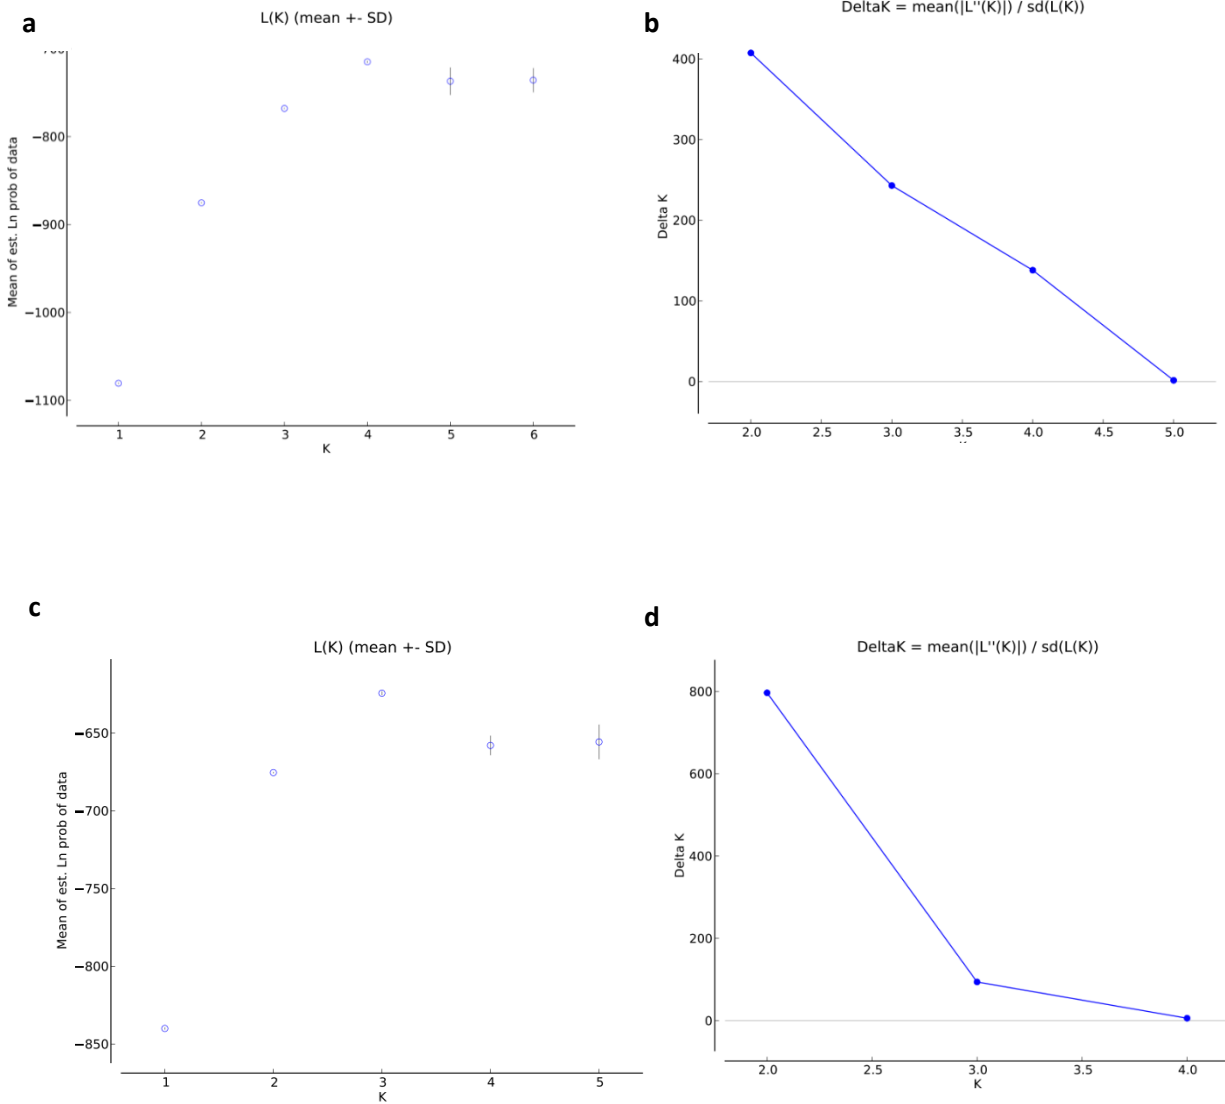 a
L(K) (mean +- SD)
Mean of est. Ln prob of data
−800
−900
−1000
−1100
1 2 3 4 5 6
K
b
DeltaK = mean(|L''(K)|) / sd(L(K))
Delta K
400
300
200
100
0
2.0 2.5 3.0 3.5 4.0 4.5 5.0
c
L(K) (mean +- SD)
Mean of est. Ln prob of data
−650
−700
−750
−800
−850
1 2 3 4 5
K
d
DeltaK = mean(|L''(K)|) / sd(L(K))
Delta K
800
600
400
200
0
2.0 2.5 3.0 3.5 4.0
K